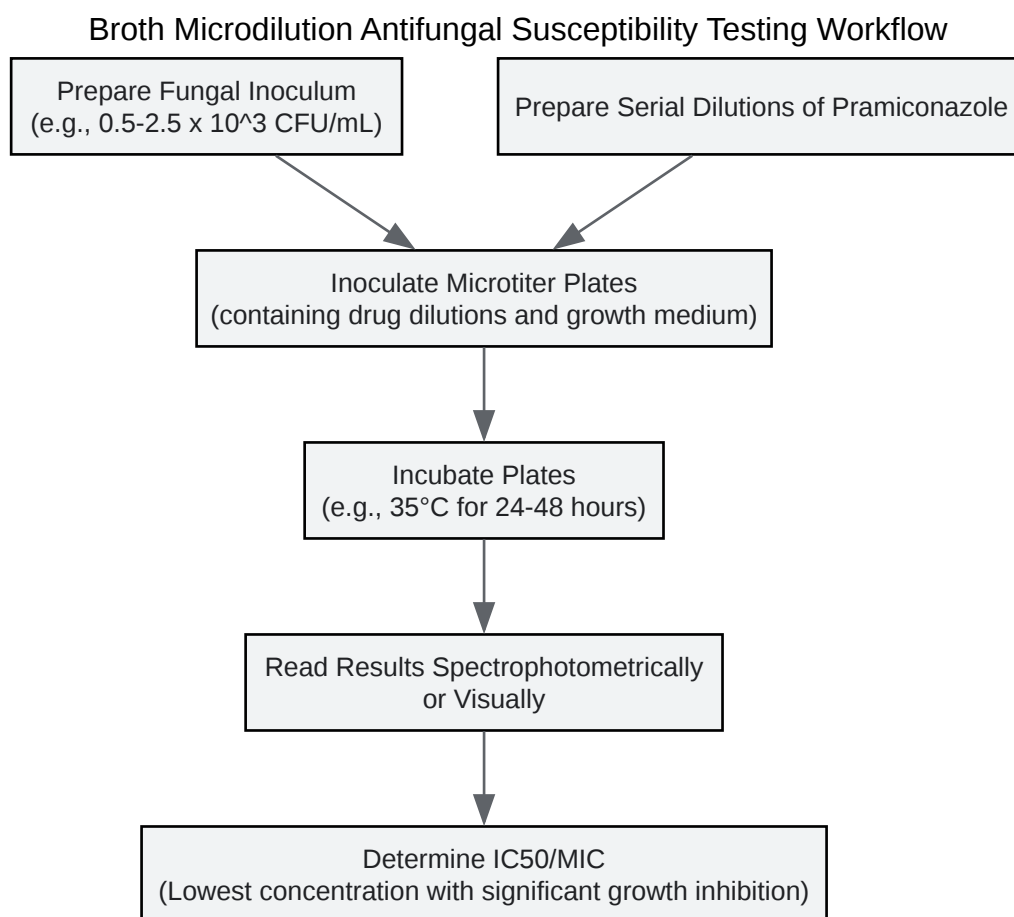 Broth Microdilution Antifungal Susceptibility Testing Workflow
Prepare Fungal Inoculum
(e.g., 0.5-2.5 x 10^3 CFU/mL)
Prepare Serial Dilutions of Pramiconazole
Inoculate Microtiter Plates
(containing drug dilutions and growth medium)
Incubate Plates
(e.g., 35°C for 24-48 hours)
Read Results Spectrophotometrically
or Visually
Determine IC50/MIC
(Lowest concentration with significant growth inhibition)